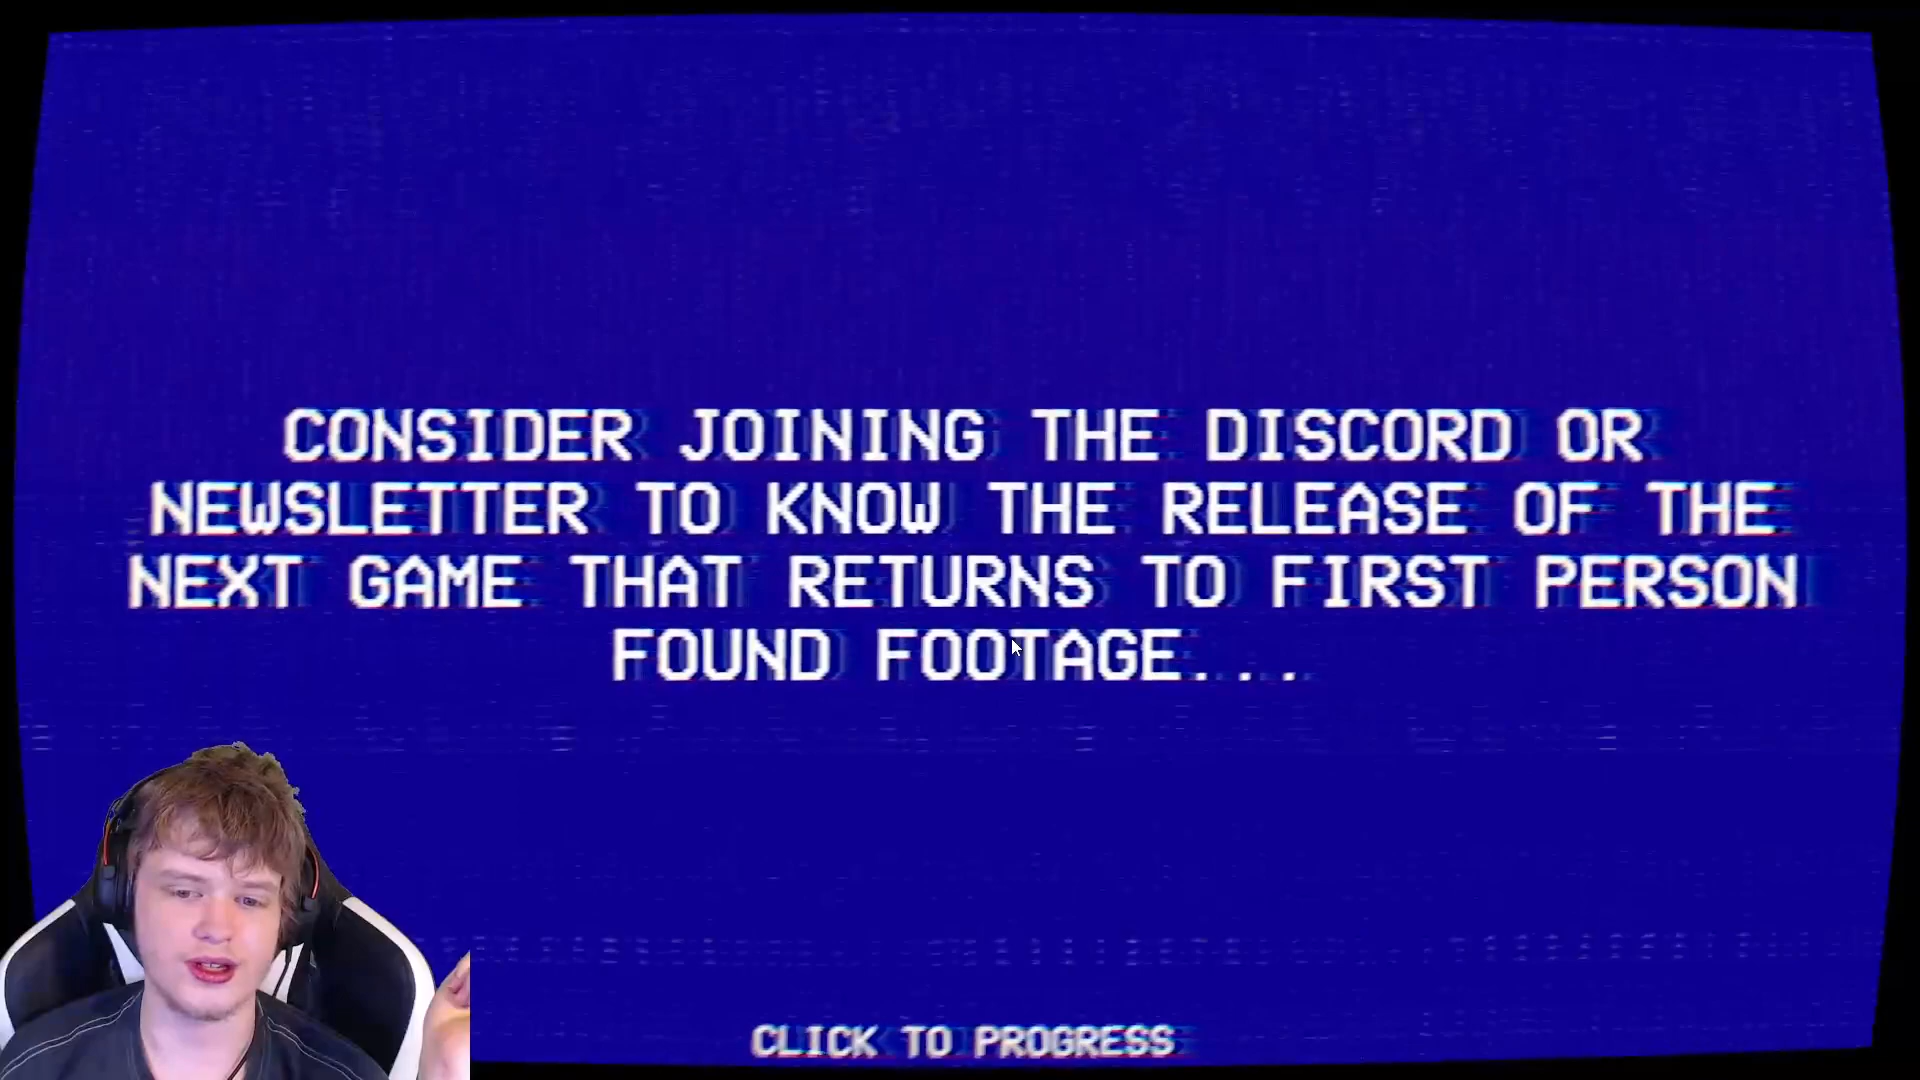 CONSIDER JOINING THE DISCORD OR
NEWSLETTER TO KNOW THE RELEASE OF THE
NEXT GAME THAT RETURNS TO FIRST PERSON
FOUND FOOTAGE...
CLICK TO PROGRESS